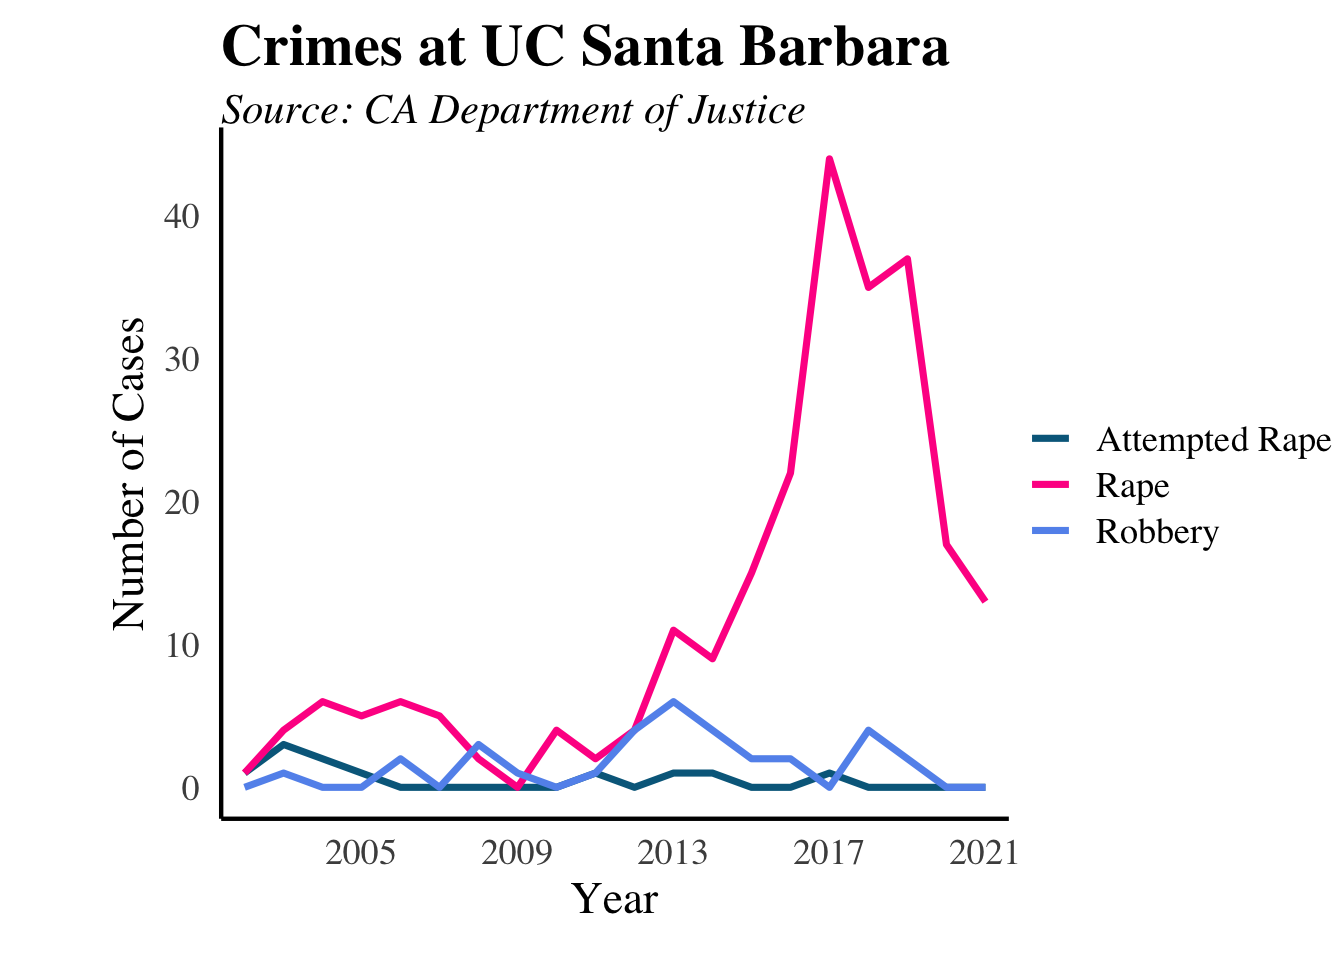 Crimes at UC Santa Barbara
Source: CA Department of Justice
Number of Cases
40
30
20
10
0
2005 2009 2013 2017 2021
Year
Attempted Rape
Rape
Robbery